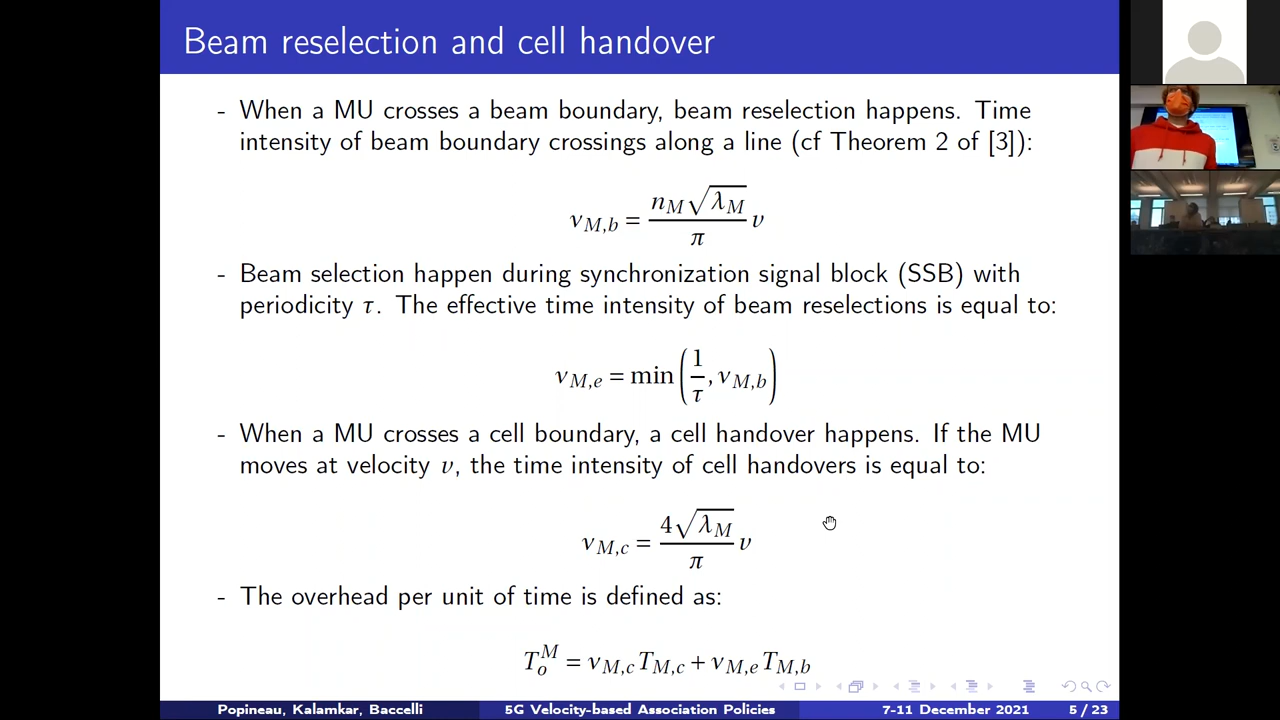 Beam reselection and cell handover
- When a MU crosses a beam boundary, beam reselection happens. Time
intensity of beam boundary crossings along a line (cf Theorem 2 of [3]):
ν_{M,b} = \frac{n_M \sqrt{λ_M}}{π} v
- Beam selection happen during synchronization signal block (SSB) with
periodicity τ. The effective time intensity of beam reselections is equal to:
ν_{M,e} = min(\frac{1}{τ}, ν_{M,b})
- When a MU crosses a cell boundary, a cell handover happens. If the MU
moves at velocity v, the time intensity of cell handovers is equal to:
ν_{M,c} = \frac{4\sqrt{λ_M}}{π} v
- The overhead per unit of time is defined as:
T_o^M = ν_{M,c} T_{M,c} + ν_{M,e} T_{M,b}
Popineau, Kalamkar, Baccelli 5G Velocity-based Association Policies 7-11 December 2021 5 / 23